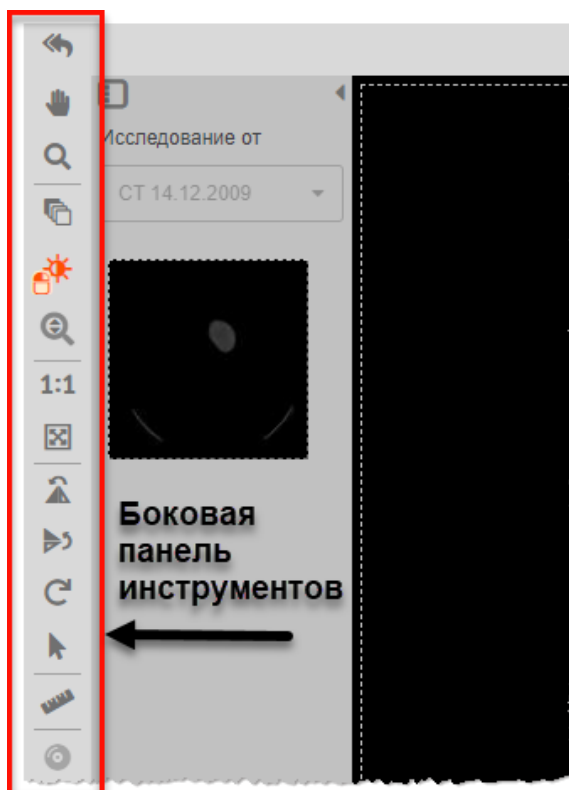 Исследование от
СТ 14.12.2009
1:1
Боковая
панель
инструментов